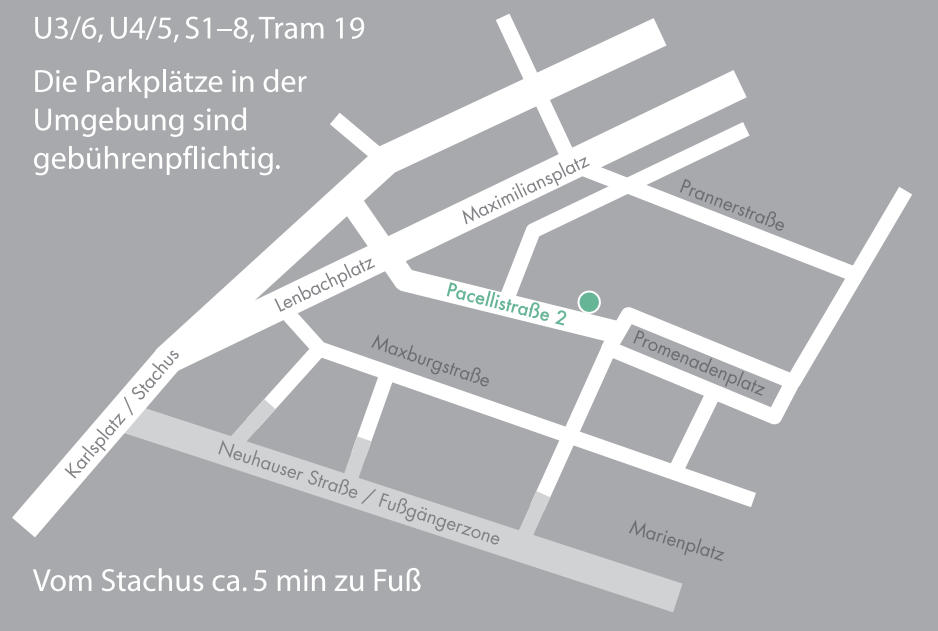 U3/6, U4/5, S1–8, Tram 19
Die Parkplätze in der
Umgebung sind
gebührenpflichtig.
Maximiliansplatz
Prannerstraße
Lenbachplatz
Pacellistraße 2
Promenadenplatz
Maxburgstraße
Karlsplatz / Stachus
Neuhauser Straße / Fußgängerzone
Marienplatz
Vom Stachus ca. 5 min zu Fuß